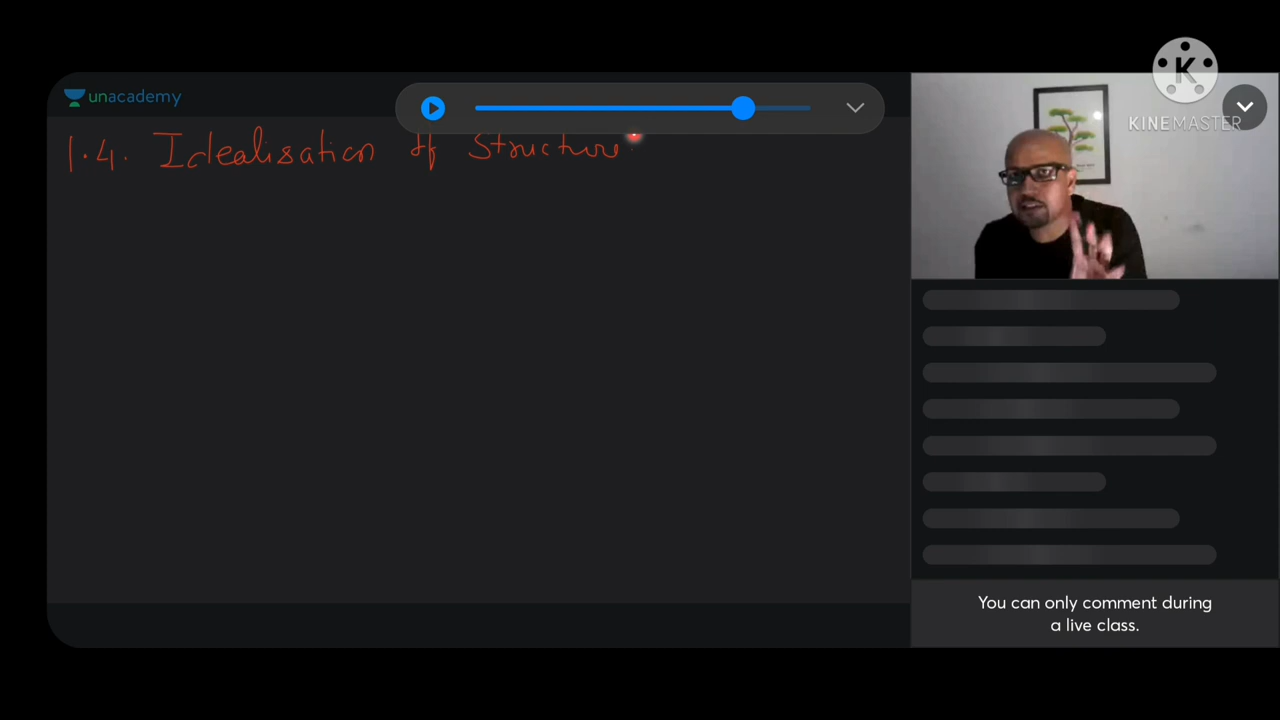 unacademy
K
KINEMASTER
1.4. Idealisation of Structure.
You can only comment during
a live class.